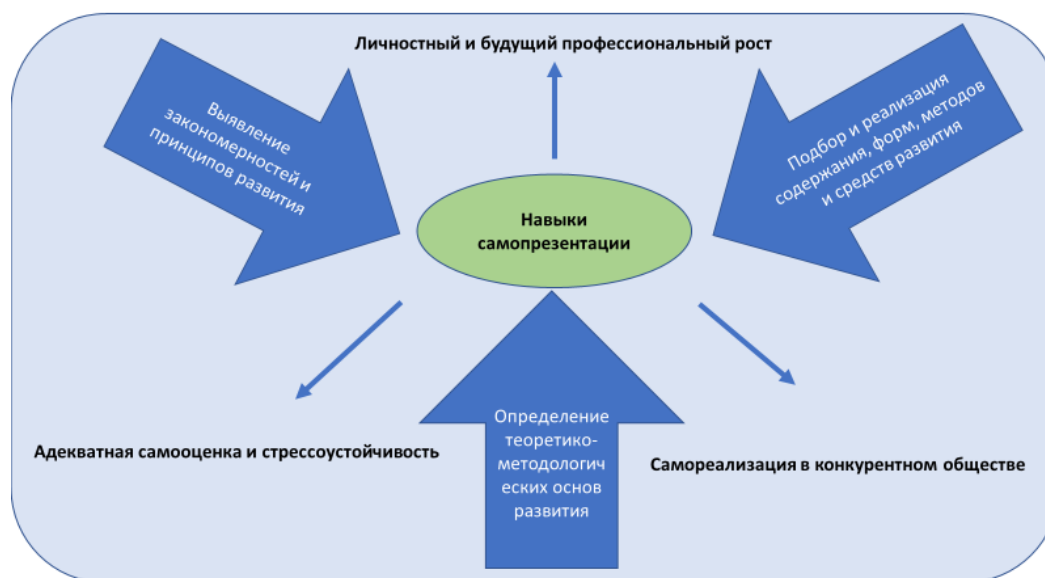 Личностный и будущий профессиональный рост
Выявление
закономерностей и
принципов развития
Подбор и реализация
содержания, форм, методов
и средств развития
Навыки
самопрезентации
Адекватная самооценка и стрессоустойчивость
Определение
теоретико-
методологич
еских основ
развития
Самореализация в конкурентном обществе